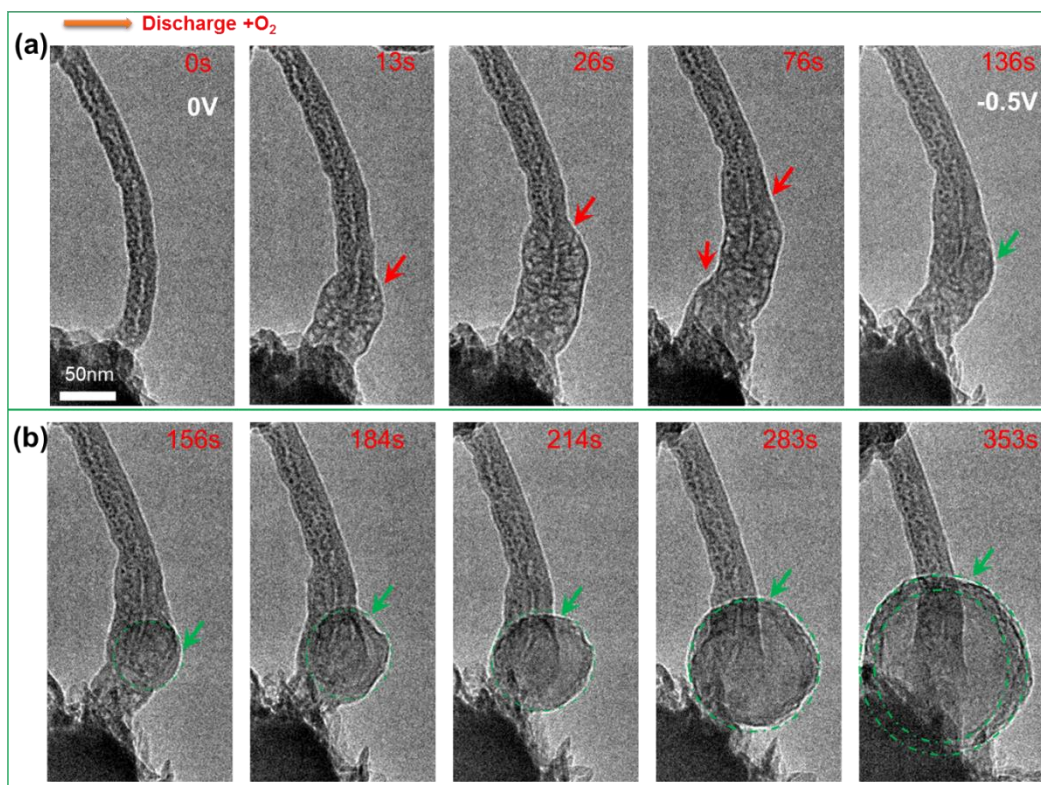 Discharge +O₂
(a)
0s
13s
26s
76s
136s
0V
-0.5V
50nm
(b)
156s
184s
214s
283s
353s